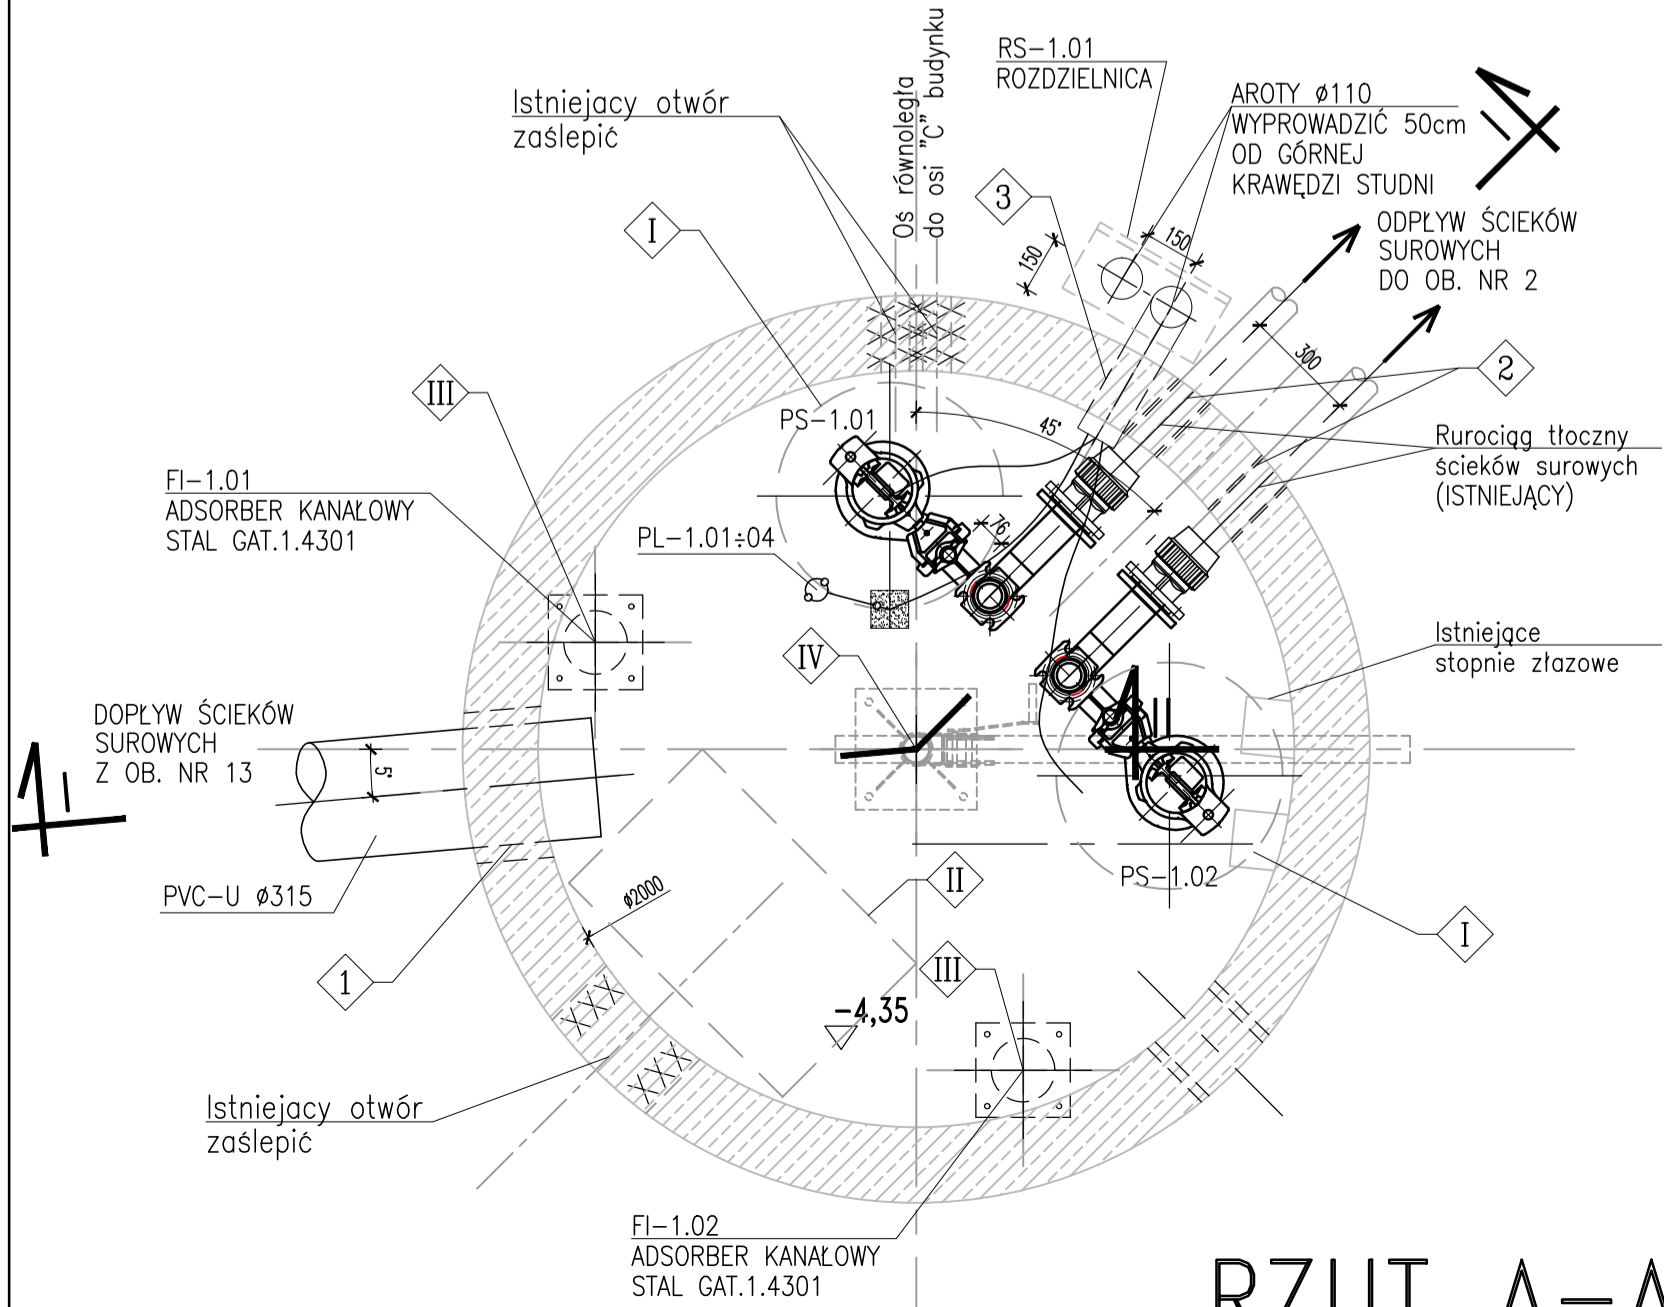 Istniejacy otwór
zaślepić
Oś równoległa
do osi "C" budynku
RS-1.01
ROZDZIELNICA
AROTY ø110
WYPROWADZIĆ 50cm
OD GÓRNEJ
KRAWĘDZI STUDNI
ODPŁYW ŚCIEKÓW
SUROWYCH
DO OB. NR 2
I
3
150
150
300
2
III
PS-1.01
45°
Rurociąg tłoczny
ścieków surowych
(ISTNIEJĄCY)
FI-1.01
ADSORBER KANAŁOWY
STAL GAT.1.4301
PL-1.01÷04
76
IV
Istniejące
stopnie złazowe
DOPŁYW ŚCIEKÓW
SUROWYCH
Z OB. NR 13
5°
PVC-U ø315
ø2000
II
PS-1.02
I
1
III
-4,35
Istniejacy otwór
zaślepić
FI-1.02
ADSORBER KANAŁOWY
STAL GAT.1.4301
RZUT A-A